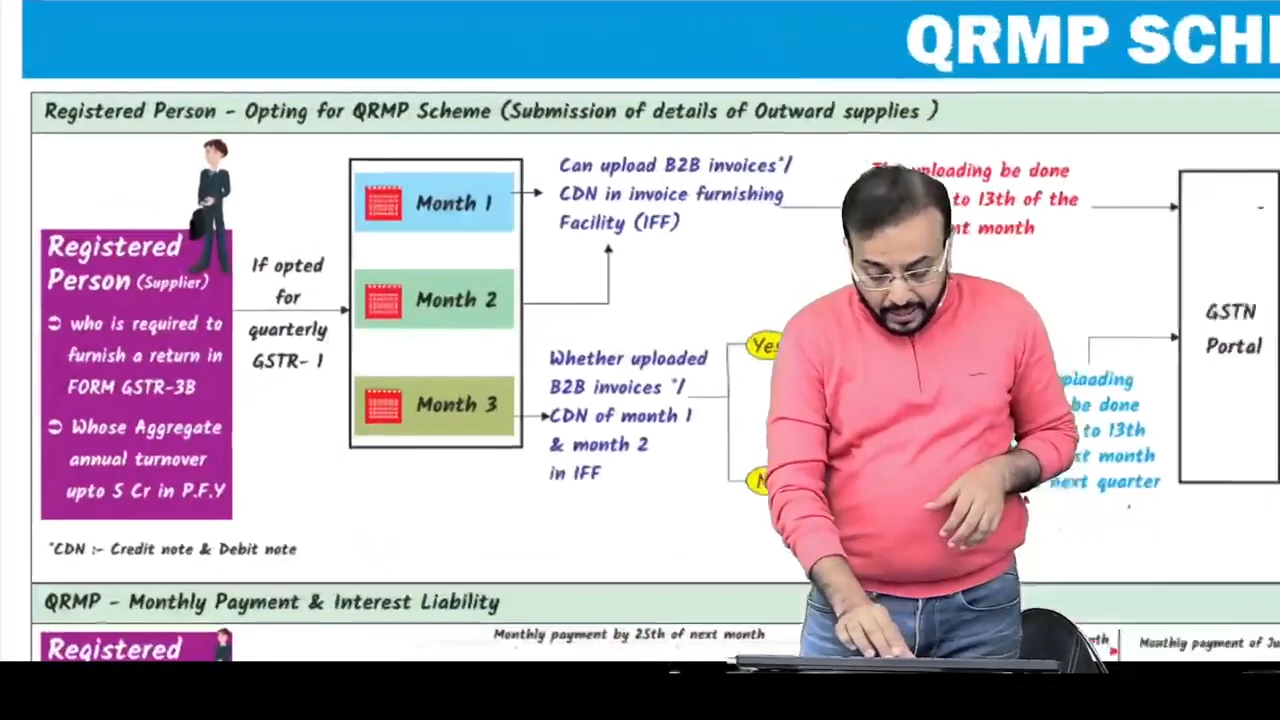 QRMP SCH
Registered Person - Opting for QRMP Scheme (Submission of details of Outward supplies )
Registered
Person (Supplier)
who is required to
furnish a return in
FORM GSTR-3B
Whose Aggregate
annual turnover
upto 5 Cr in P.F.Y
If opted
for
quarterly
GSTR- 1
Month 1
Month 2
Month 3
Can upload B2B invoices*/
CDN in invoice furnishing
Facility (IFF)
Whether uploaded
B2B invoices */
CDN of month 1
& month 2
in IFF
Yes
uploading be done
to 13th of the
month
uploading
be done
to 13th
month
next quarter
GSTN
Portal
*CDN :- Credit note & Debit note
QRMP - Monthly Payment & Interest Liability
Registered
Monthly payment by 25th of next month
Monthly payment of